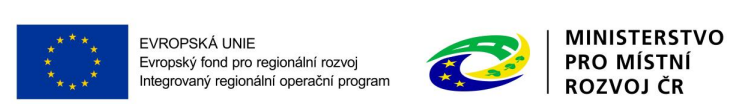 EVROPSKÁ UNIE
Evropský fond pro regionální rozvoj
Integrovaný regionální operační program
MINISTERSTVO
PRO MÍSTNÍ
ROZVOJ ČR